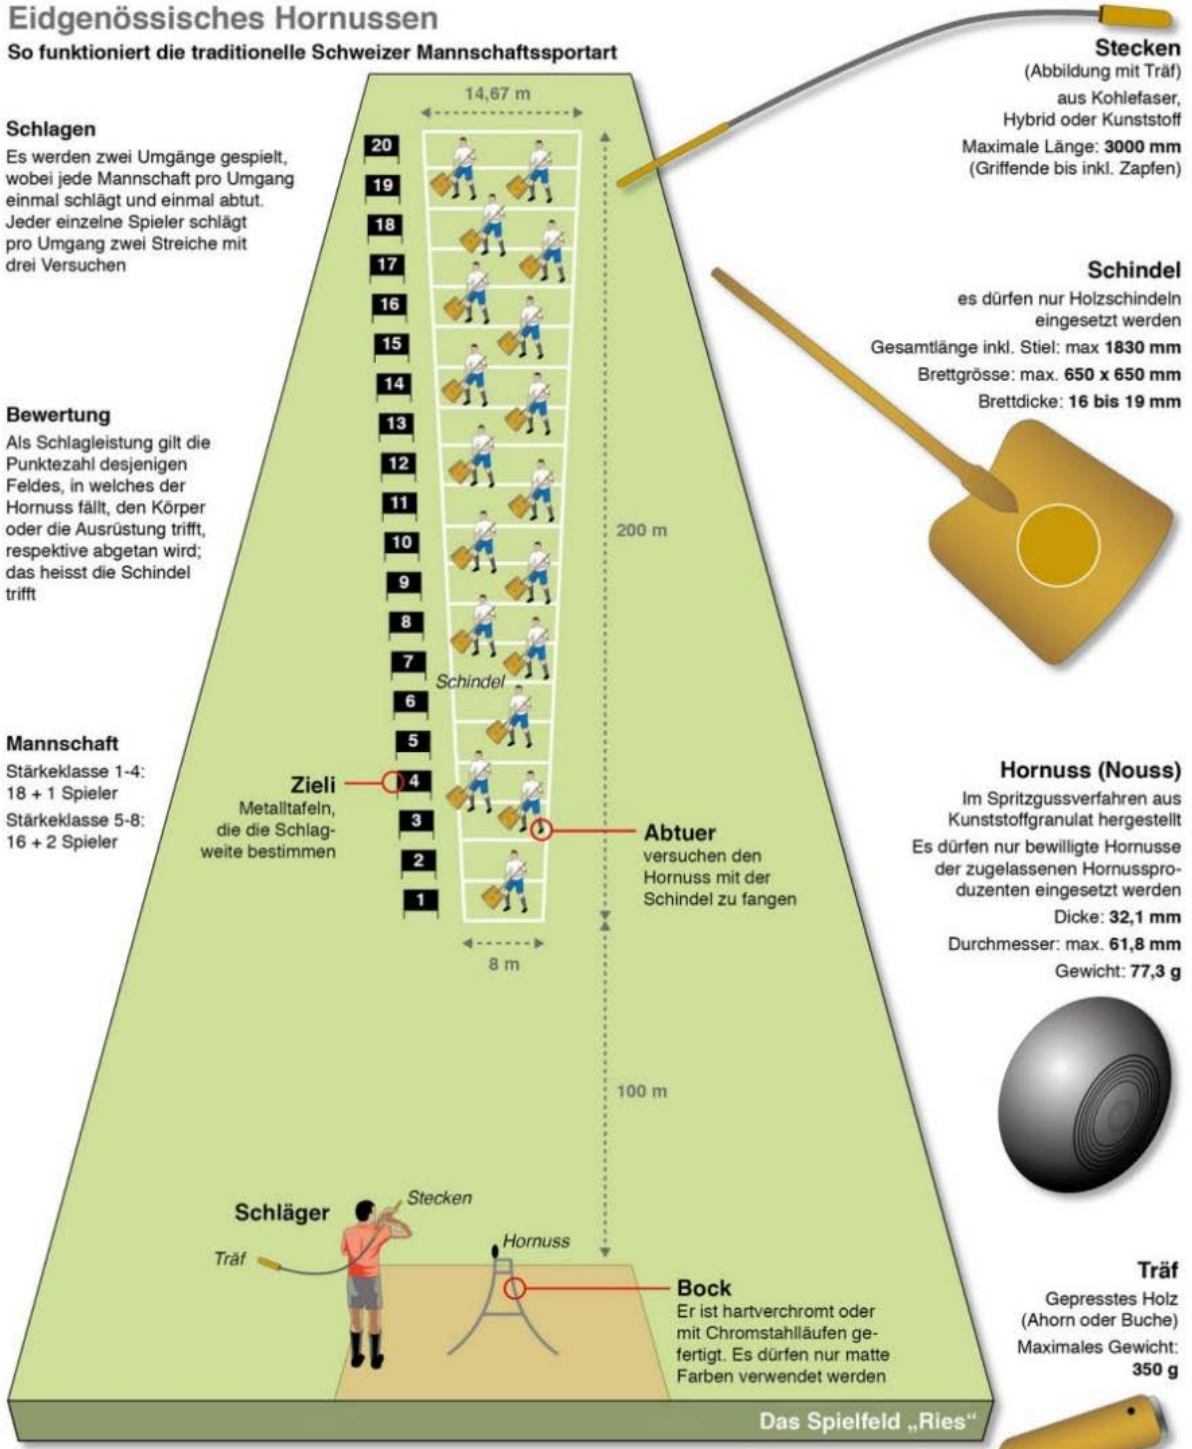 Eidgenössisches Hornussen
So funktioniert die traditionelle Schweizer Mannschaftssportart
Schlagen
Es werden zwei Umgänge gespielt,
wobei jede Mannschaft pro Umgang
einmal schlägt und einmal abtut.
Jeder einzelne Spieler schlägt
pro Umgang zwei Streiche mit
drei Versuchen
Bewertung
Als Schlagleistung gilt die
Punktezahl desjenigen
Feldes, in welches der
Hornuss fällt, den Körper
oder die Ausrüstung trifft,
respektive abgetan wird;
das heisst die Schindel
trifft
Mannschaft
Stärkeklasse 1-4:
18 + 1 Spieler
Stärkeklasse 5-8:
16 + 2 Spieler
14,67 m
20
19
18
17
16
15
14
13
12
11
10
9
8
7
6
5
4
3
2
1
Schindel
200 m
Zieli
Metalltafeln,
die die Schlag-
weite bestimmen
Abtuer
versuchen den
Hornuss mit der
Schindel zu fangen
8 m
100 m
Schläger
Stecken
Träf
Hornuss
Bock
Er ist hartverchromt oder
mit Chromstahlläufen ge-
fertigt. Es dürfen nur matte
Farben verwendet werden
Das Spielfeld „Ries“
Stecken
(Abbildung mit Träf)
aus Kohlefaser,
Hybrid oder Kunststoff
Maximale Länge: 3000 mm
(Griffende bis inkl. Zapfen)
Schindel
es dürfen nur Holzschindeln
eingesetzt werden
Gesamtlänge inkl. Stiel: max 1830 mm
Brettgrösse: max. 650 x 650 mm
Brettdicke: 16 bis 19 mm
Hornuss (Nouss)
Im Spritzgussverfahren aus
Kunststoffgranulat hergestellt
Es dürfen nur bewilligte Hornusse
der zugelassenen Hornusspro-
duzenten eingesetzt werden
Dicke: 32,1 mm
Durchmesser: max. 61,8 mm
Gewicht: 77,3 g
Träf
Gepresstes Holz
(Ahorn oder Buche)
Maximales Gewicht:
350 g